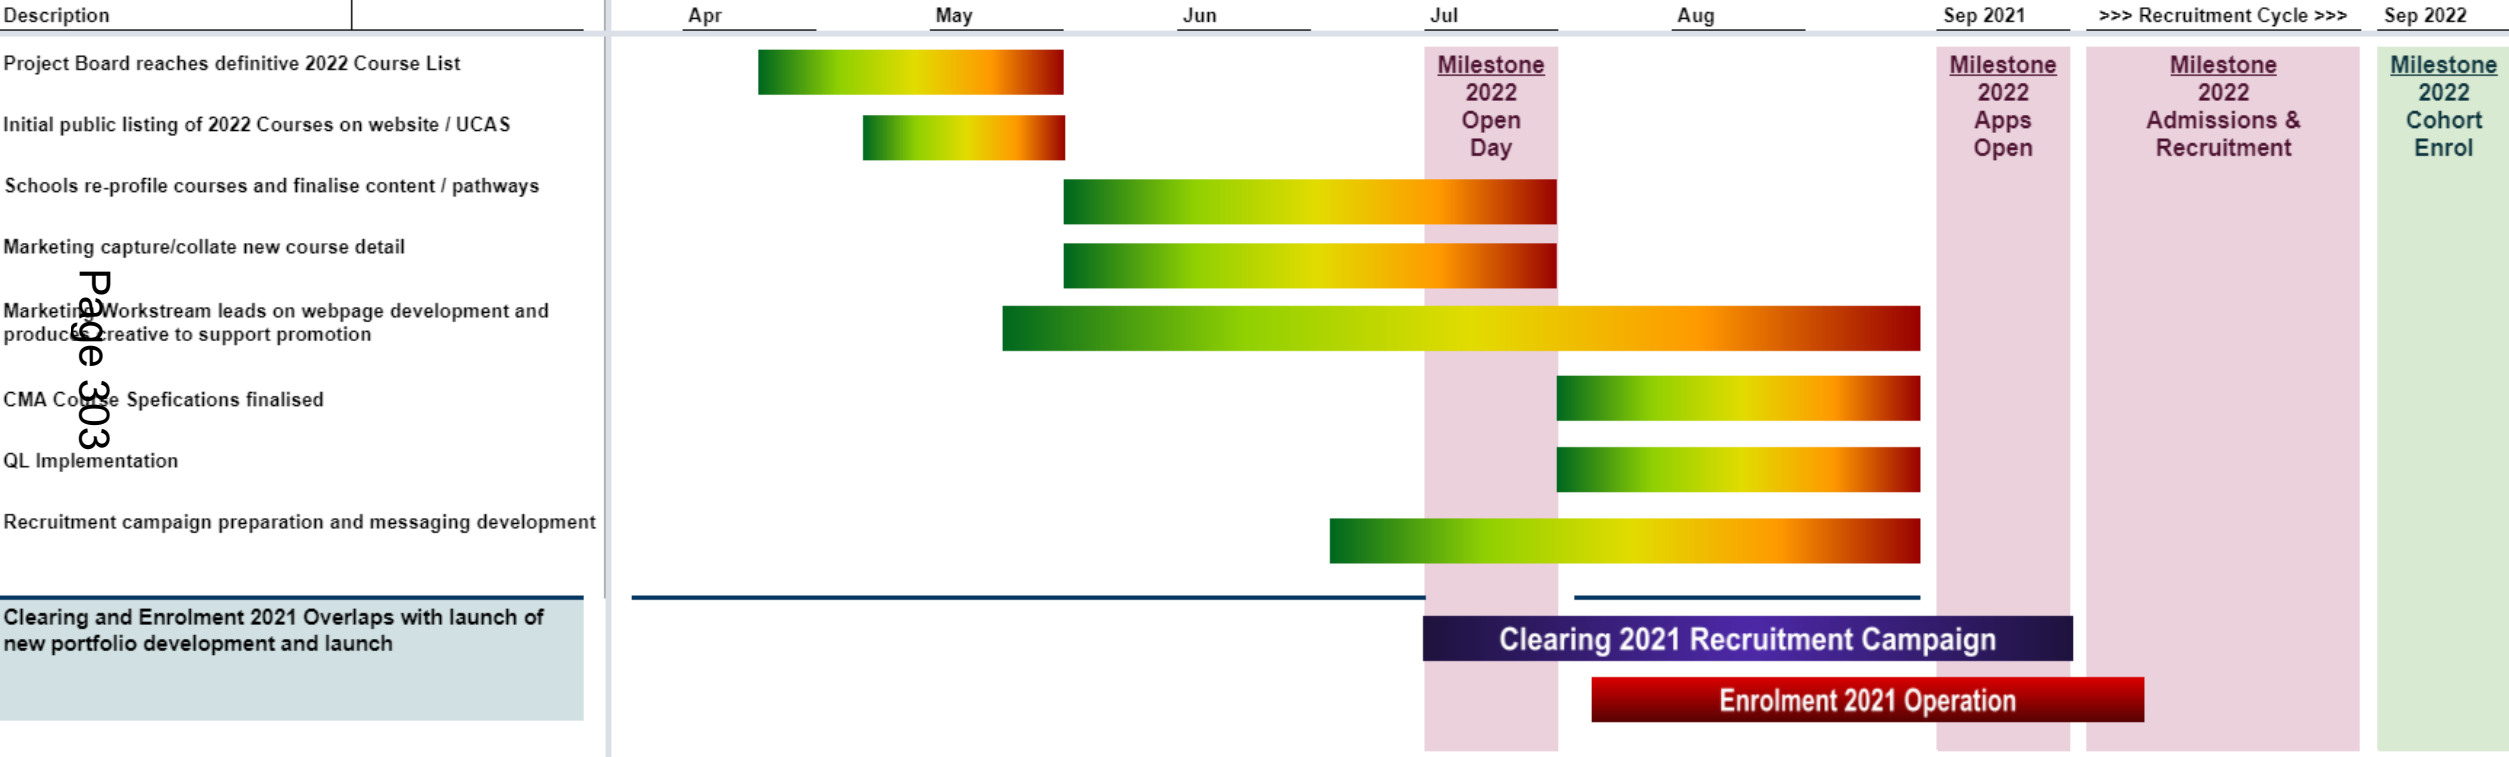 Description
Apr May Jun Jul Aug Sep 2021 >>> Recruitment Cycle >>> Sep 2022
Project Board reaches definitive 2022 Course List
Initial public listing of 2022 Courses on website / UCAS
Schools re-profile courses and finalise content / pathways
Marketing capture/collate new course detail
Marketing Workstream leads on webpage development and
produces creative to support promotion
CMA Course Spefications finalised
QL Implementation
Recruitment campaign preparation and messaging development
Page 303
Milestone
2022
Open
Day
Milestone
2022
Apps
Open
Milestone
2022
Admissions &
Recruitment
Milestone
2022
Cohort
Enrol
Clearing and Enrolment 2021 Overlaps with launch of
new portfolio development and launch
Clearing 2021 Recruitment Campaign
Enrolment 2021 Operation